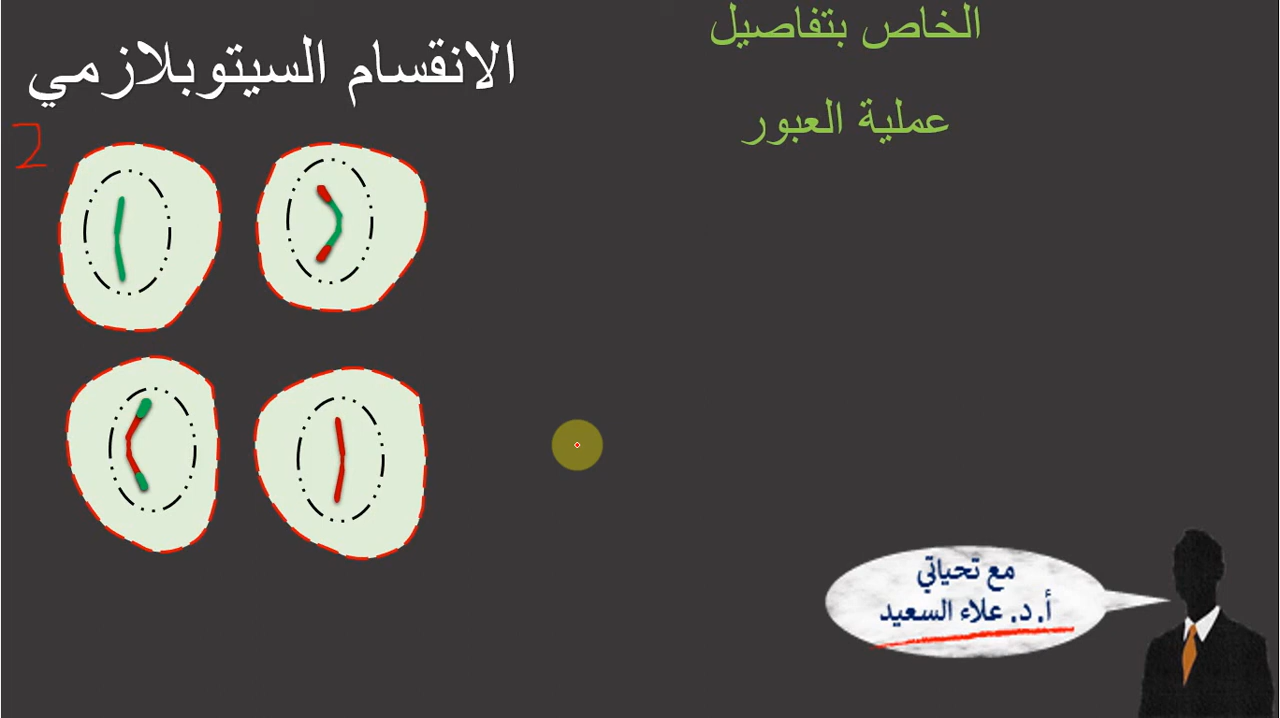 الخاص بتفاصيل
عملية العبور
الانقسام السيتوبلازمي
2
مع تحياتي
أ.د. علاء السعيد